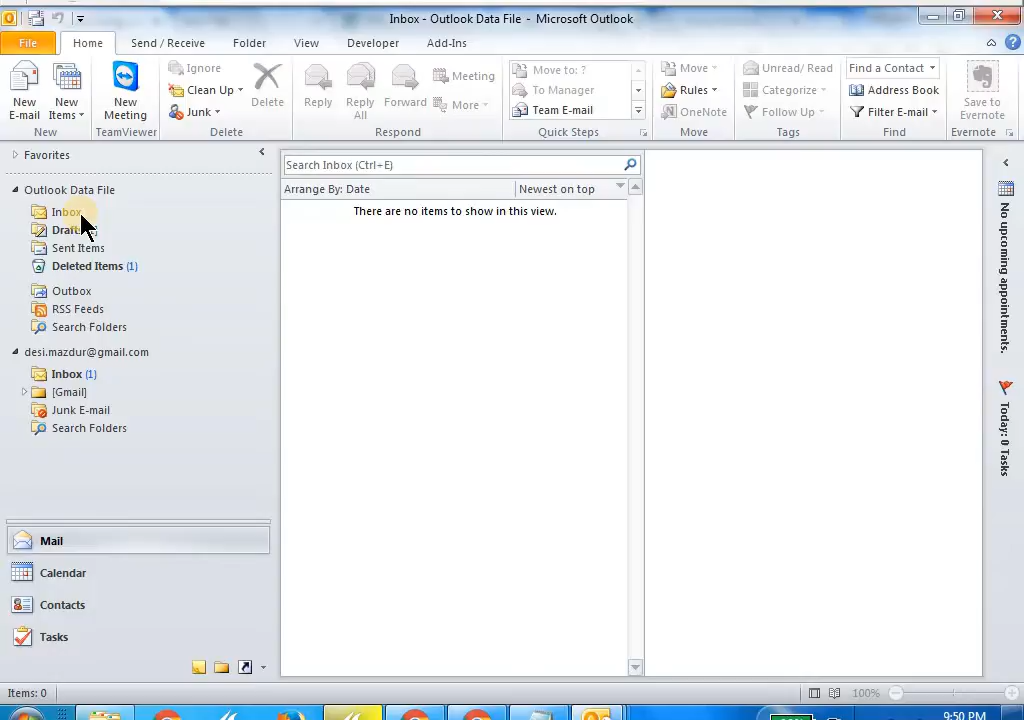 Inbox - Outlook Data File - Microsoft Outlook
File Home Send / Receive Folder View Developer Add-Ins
New E-mail
New Items
New
New Meeting
TeamViewer
Ignore
Clean Up
Junk
Delete
Delete
Reply
Reply All
Forward
Meeting
More
Respond
Move to: ?
To Manager
Team E-mail
Quick Steps
Move
Rules
OneNote
Move
Unread/ Read
Categorize
Follow Up
Tags
Find a Contact
Address Book
Filter E-mail
Find
Save to Evernote
Evernote
Favorites
Outlook Data File
Inbox
Sent Items
Deleted Items (1)
Outbox
RSS Feeds
Search Folders
desi.mazdur@gmail.com
Inbox (1)
[Gmail]
Junk E-mail
Search Folders
Mail
Calendar
Contacts
Tasks
Search Inbox (Ctrl+E)
Arrange By: Date Newest on top
There are no items to show in this view.
No upcoming appointments.
Today: 0 Tasks
Items: 0
100%
9:50 PM